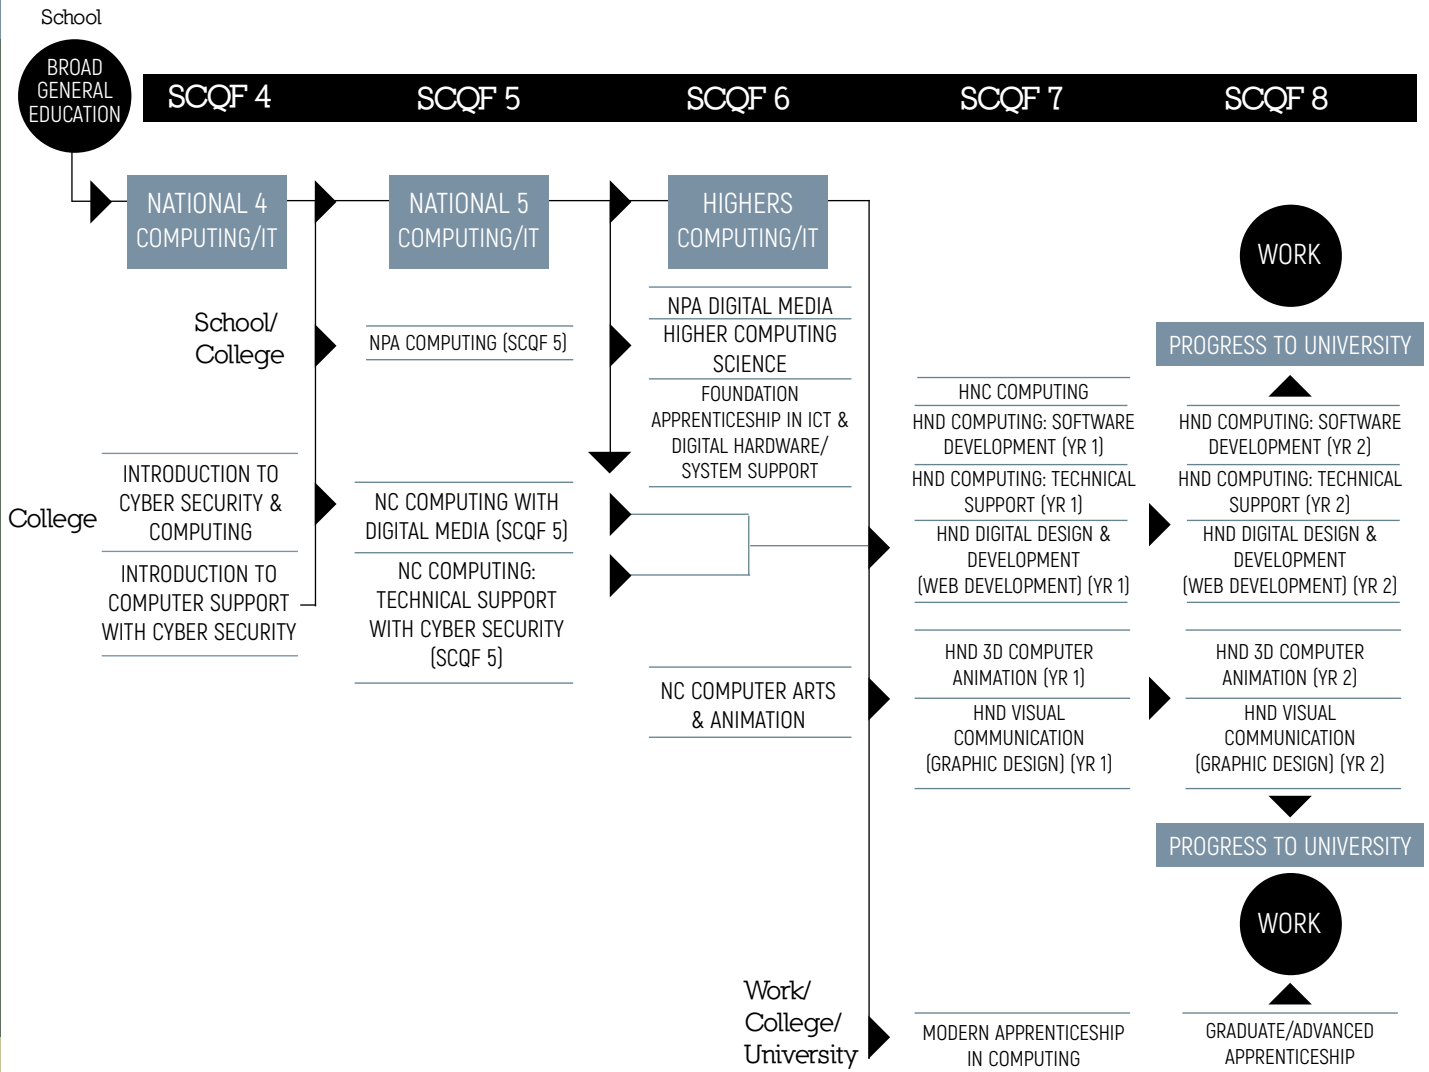 School
BROAD
GENERAL
EDUCATION
SCQF 4
SCQF 5
SCQF 6
SCQF 7
SCQF 8
NATIONAL 4
COMPUTING/IT
NATIONAL 5
COMPUTING/IT
HIGHERS
COMPUTING/IT
WORK
PROGRESS TO UNIVERSITY
School/
College
NPA COMPUTING (SCQF 5)
NPA DIGITAL MEDIA
HIGHER COMPUTING
SCIENCE
FOUNDATION
APPRENTICESHIP IN ICT &
DIGITAL HARDWARE/
SYSTEM SUPPORT
College
INTRODUCTION TO
CYBER SECURITY &
COMPUTING
INTRODUCTION TO
COMPUTER SUPPORT
WITH CYBER SECURITY
NC COMPUTING WITH
DIGITAL MEDIA (SCQF 5)
NC COMPUTING:
TECHNICAL SUPPORT
WITH CYBER SECURITY
(SCQF 5)
NC COMPUTER ARTS
& ANIMATION
HNC COMPUTING
HND COMPUTING: SOFTWARE
DEVELOPMENT (YR 1)
HND COMPUTING: TECHNICAL
SUPPORT (YR 1)
HND DIGITAL DESIGN &
DEVELOPMENT
(WEB DEVELOPMENT) (YR 1)
HND 3D COMPUTER
ANIMATION (YR 1)
HND VISUAL
COMMUNICATION
(GRAPHIC DESIGN) (YR 1)
HND COMPUTING: SOFTWARE
DEVELOPMENT (YR 2)
HND COMPUTING: TECHNICAL
SUPPORT (YR 2)
HND DIGITAL DESIGN &
DEVELOPMENT
(WEB DEVELOPMENT) (YR 2)
HND 3D COMPUTER
ANIMATION (YR 2)
HND VISUAL
COMMUNICATION
(GRAPHIC DESIGN) (YR 2)
PROGRESS TO UNIVERSITY
WORK
Work/
College/
University
MODERN APPRENTICESHIP
IN COMPUTING
GRADUATE/ADVANCED
APPRENTICESHIP